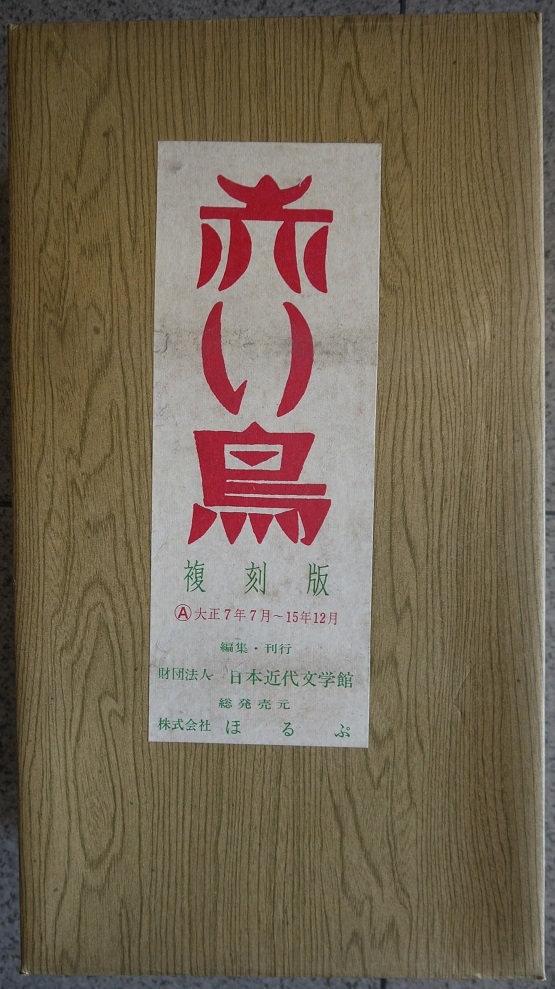 赤い鳥
複刻版
Ⓐ大正7年7月～15年12月
編集・刊行
財団法人 日本近代文学館
総発売元
株式会社 ほるぷ